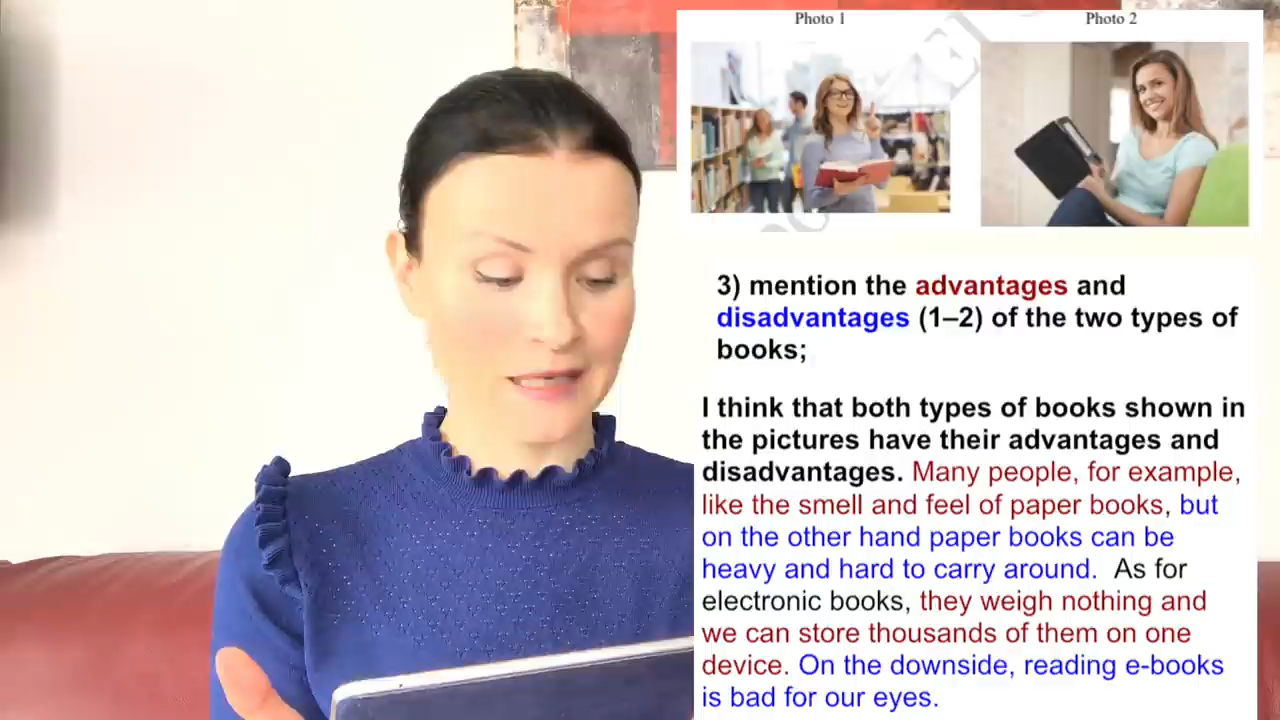 Photo 1
Photo 2
3) mention the advantages and
disadvantages (1–2) of the two types of
books;
I think that both types of books shown in
the pictures have their advantages and
disadvantages. Many people, for example,
like the smell and feel of paper books, but
on the other hand paper books can be
heavy and hard to carry around. As for
electronic books, they weigh nothing and
we can store thousands of them on one
device. On the downside, reading e-books
is bad for our eyes.